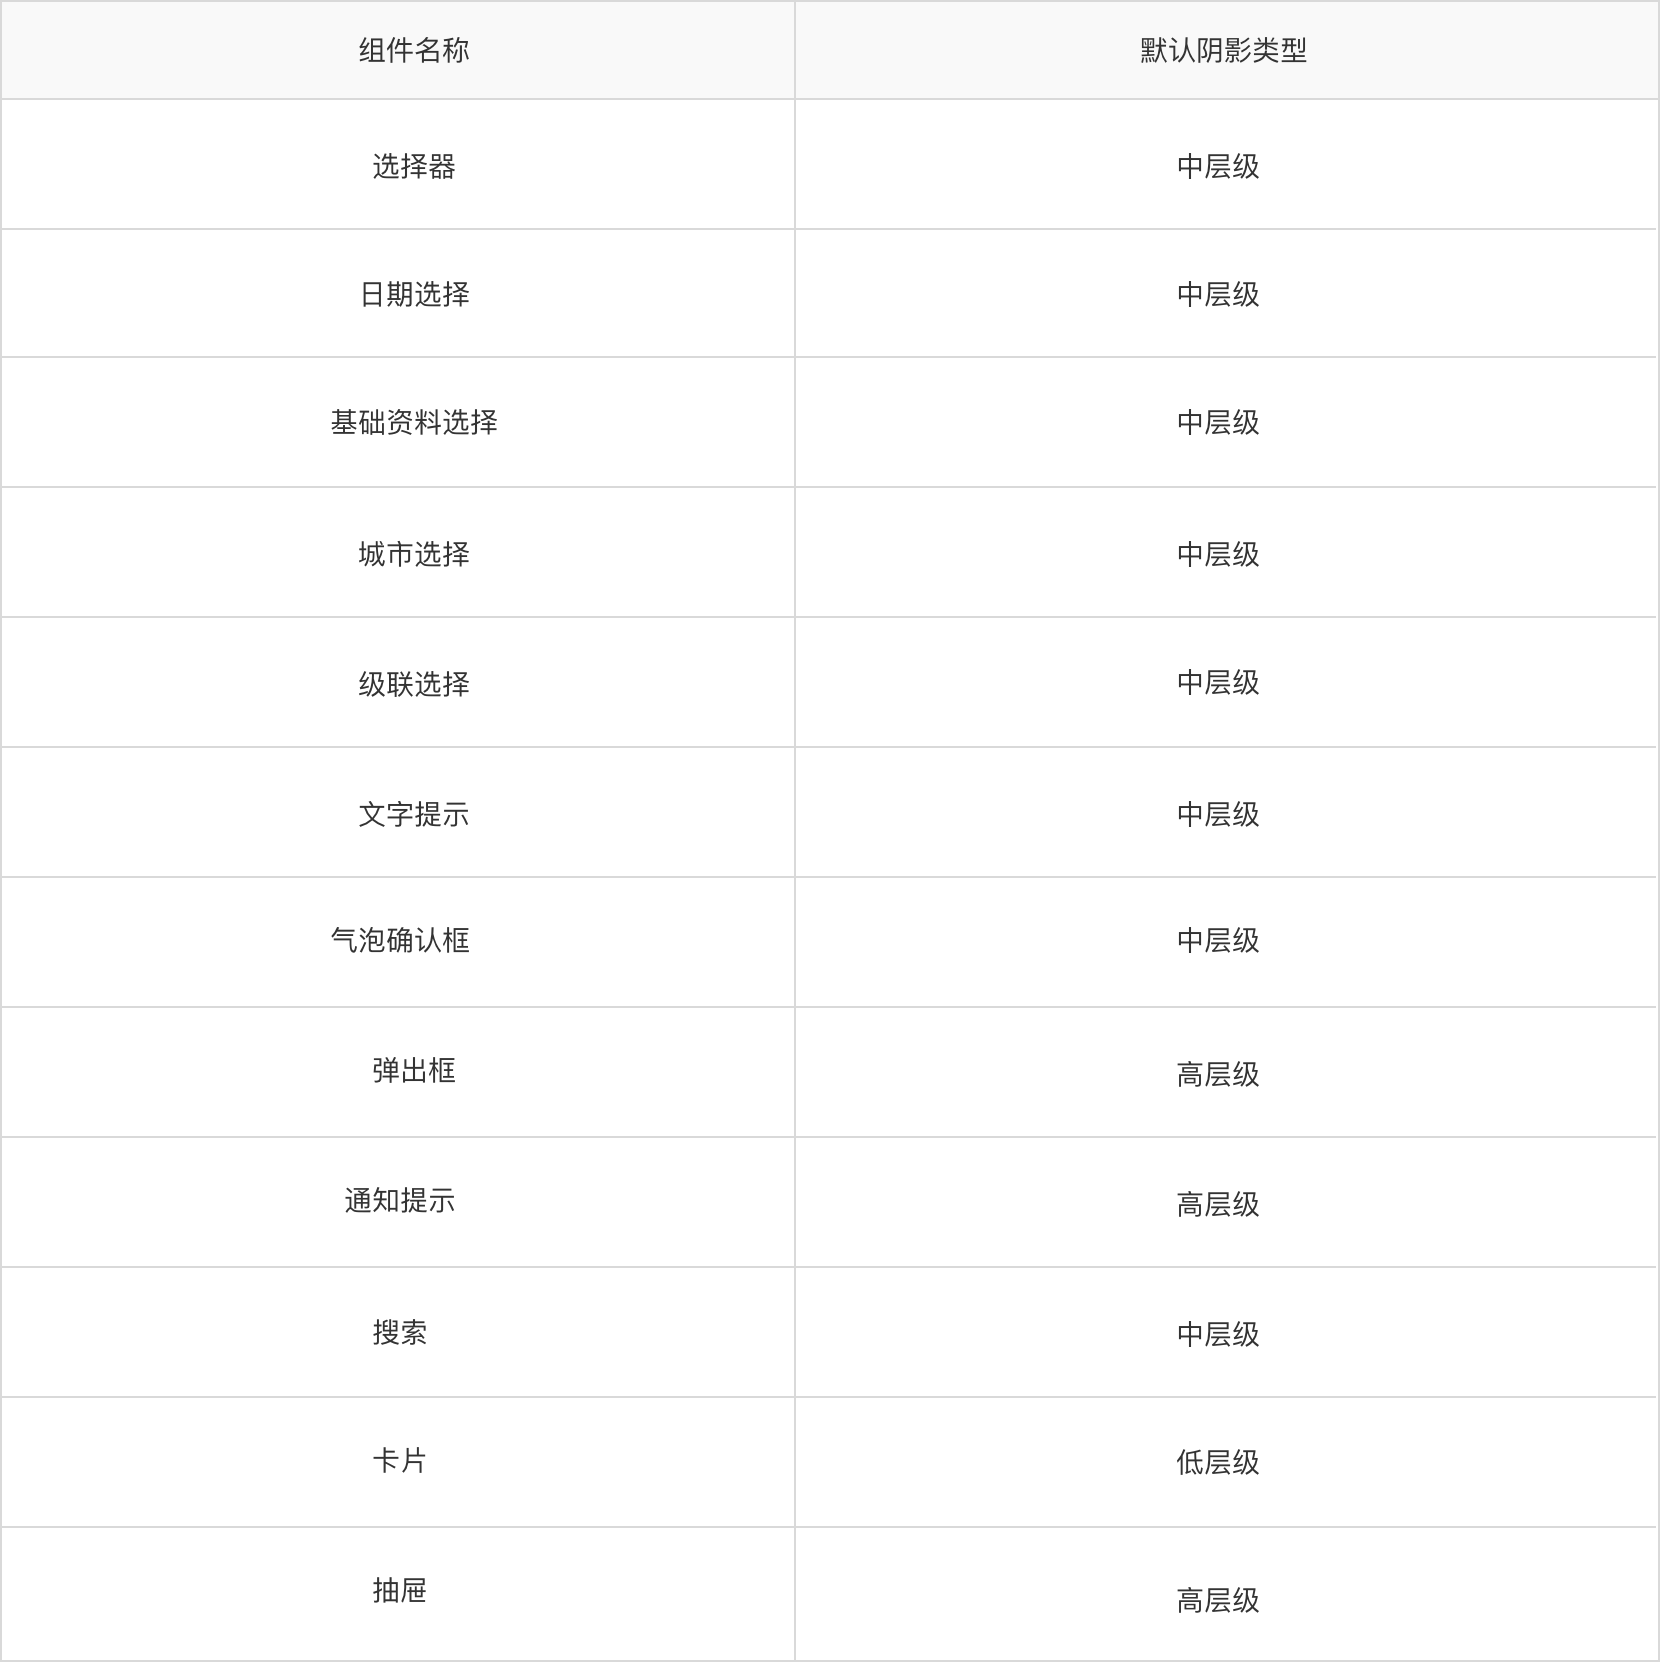 组件名称 默认阴影类型
选择器 中层级
日期选择 中层级
基础资料选择 中层级
城市选择 中层级
级联选择 中层级
文字提示 中层级
气泡确认框 中层级
弹出框 高层级
通知提示 高层级
搜索 中层级
卡片 低层级
抽屉 高层级